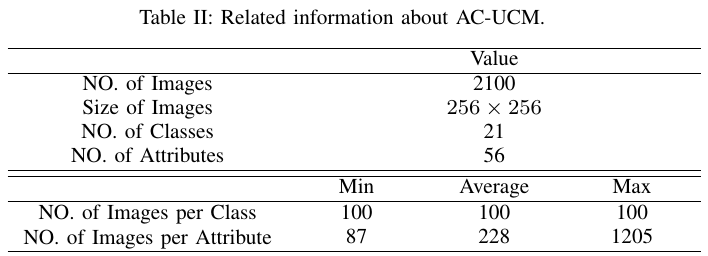 Table II: Related information about AC-UCM.
Value
NO. of Images 2100
Size of Images 256 × 256
NO. of Classes 21
NO. of Attributes 56
Min Average Max
NO. of Images per Class 100 100 100
NO. of Images per Attribute 87 228 1205